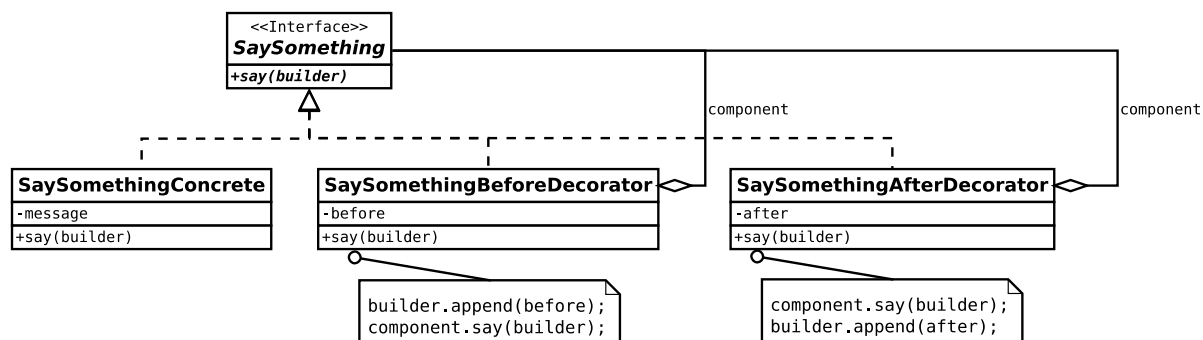 <<Interface>>
SaySomething
+say(builder)
component
component
SaySomethingConcrete
-message
+say(builder)
SaySomethingBeforeDecorator
-before
+say(builder)
SaySomethingAfterDecorator
-after
+say(builder)
builder.append(before);
component.say(builder);
component.say(builder);
builder.append(after);